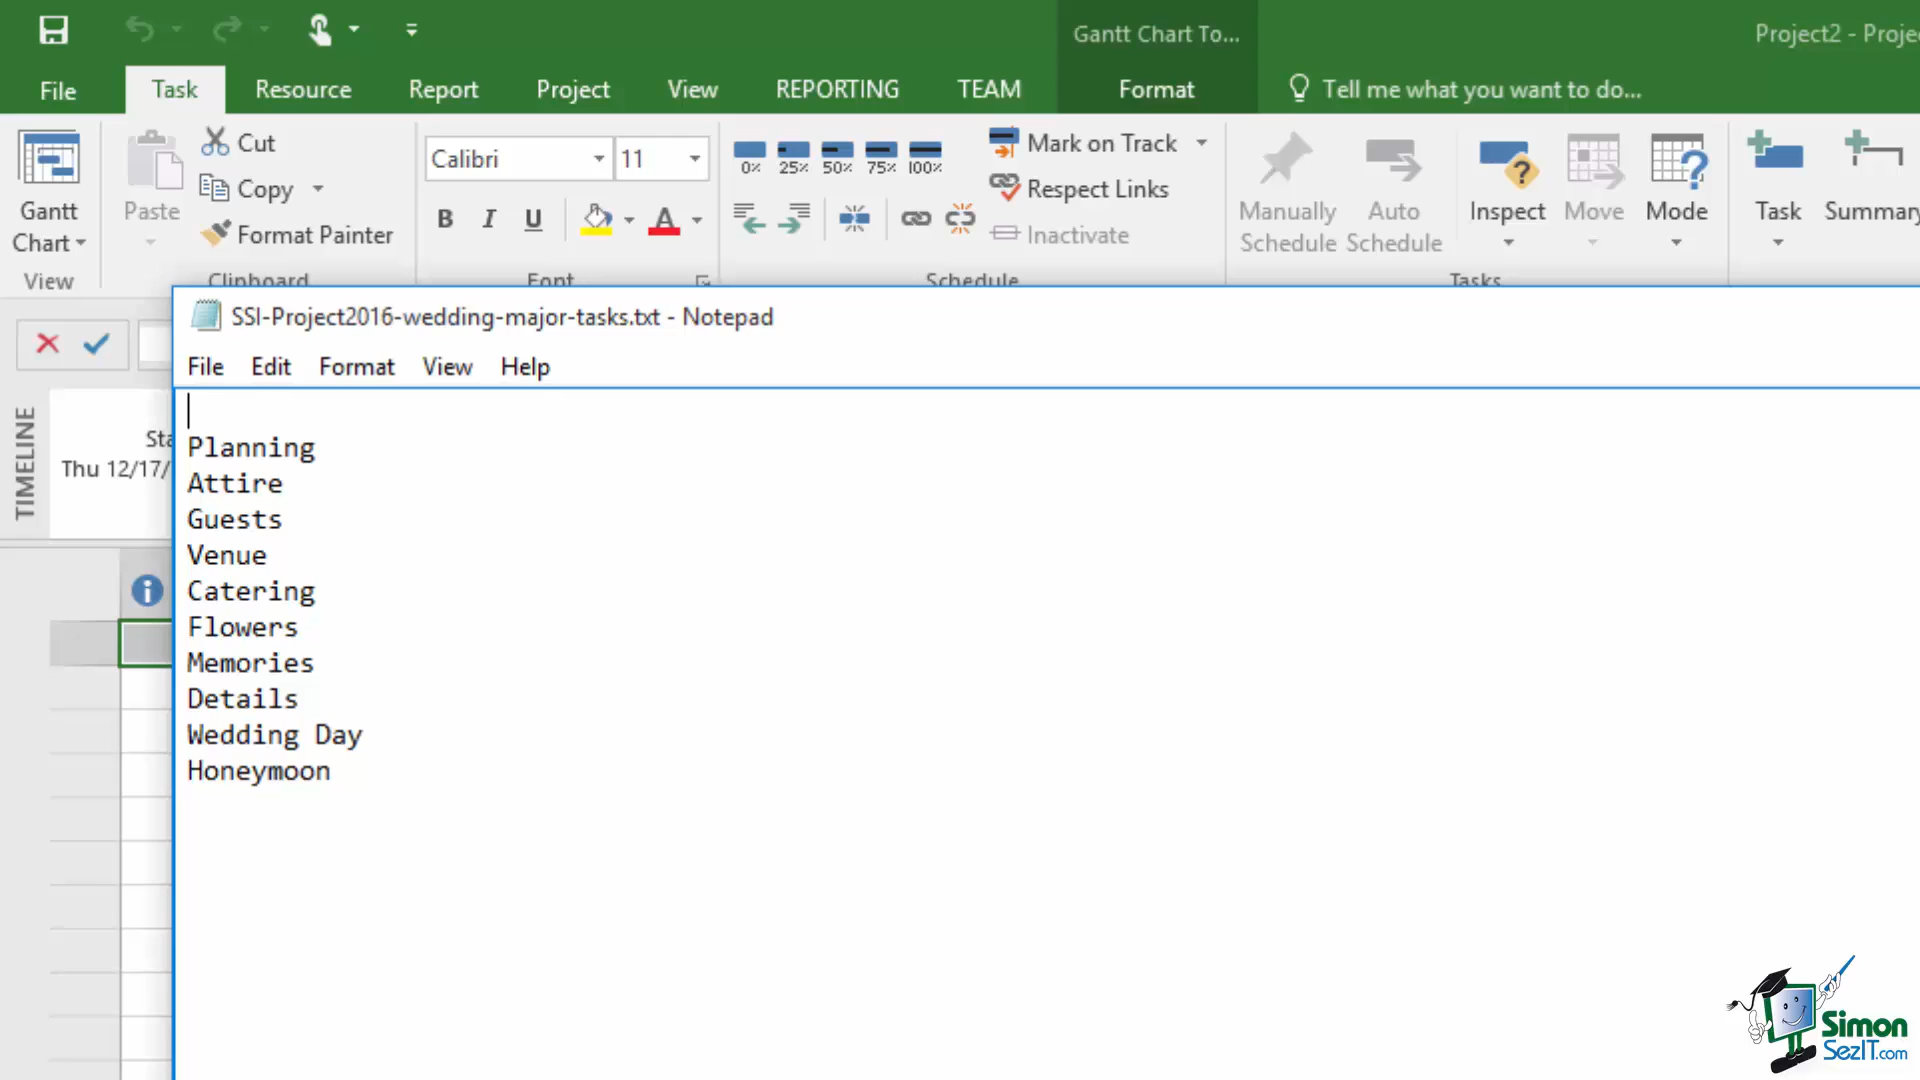 Gantt Chart To...
Project2 - Proje
File Task Resource Report Project View REPORTING TEAM Format Tell me what you want to do...
Gantt Chart
View
Paste
Cut
Copy
Format Painter
Clipboard
Calibri 11
B I U A
Font
0% 25% 50% 75% 100%
Mark on Track
Respect Links
Inactivate
Schedule
Manually Schedule
Auto Schedule
Inspect
Move
Mode
Tasks
Task
Summary
SSI-Project2016-wedding-major-tasks.txt - Notepad
File Edit Format View Help
TIMELINE
Sta
Thu 12/17/
Planning
Attire
Guests
Venue
Catering
Flowers
Memories
Details
Wedding Day
Honeymoon
Simon
SezIT.com